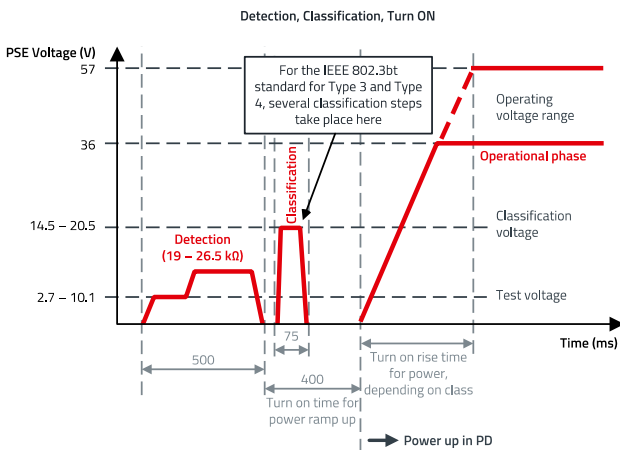 Detection, Classification, Turn ON
PSE Voltage (V)
57
For the IEEE 802.3bt
standard for Type 3 and Type
4, several classification steps
take place here
Operating
voltage range
36
Operational phase
Classification
14.5 – 20.5
Classification
voltage
Detection
(19 – 26.5 kΩ)
2.7 – 10.1
Test voltage
Time (ms)
75
500
400
Turn on time for
power ramp up
Turn on rise time
for power,
depending on class
Power up in PD